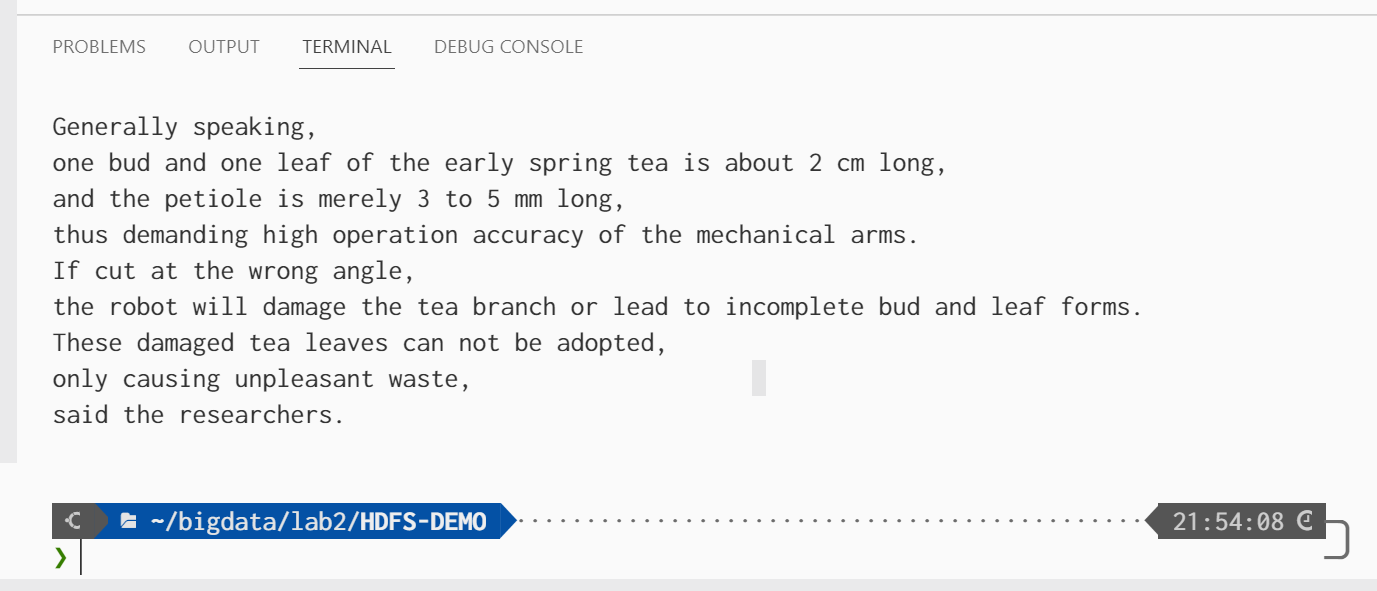 PROBLEMS OUTPUT TERMINAL DEBUG CONSOLE
Generally speaking,
one bud and one leaf of the early spring tea is about 2 cm long,
and the petiole is merely 3 to 5 mm long,
thus demanding high operation accuracy of the mechanical arms.
If cut at the wrong angle,
the robot will damage the tea branch or lead to incomplete bud and leaf forms.
These damaged tea leaves can not be adopted,
only causing unpleasant waste,
said the researchers.
~/bigdata/lab2/HDFS-DEMO 21:54:08
❯